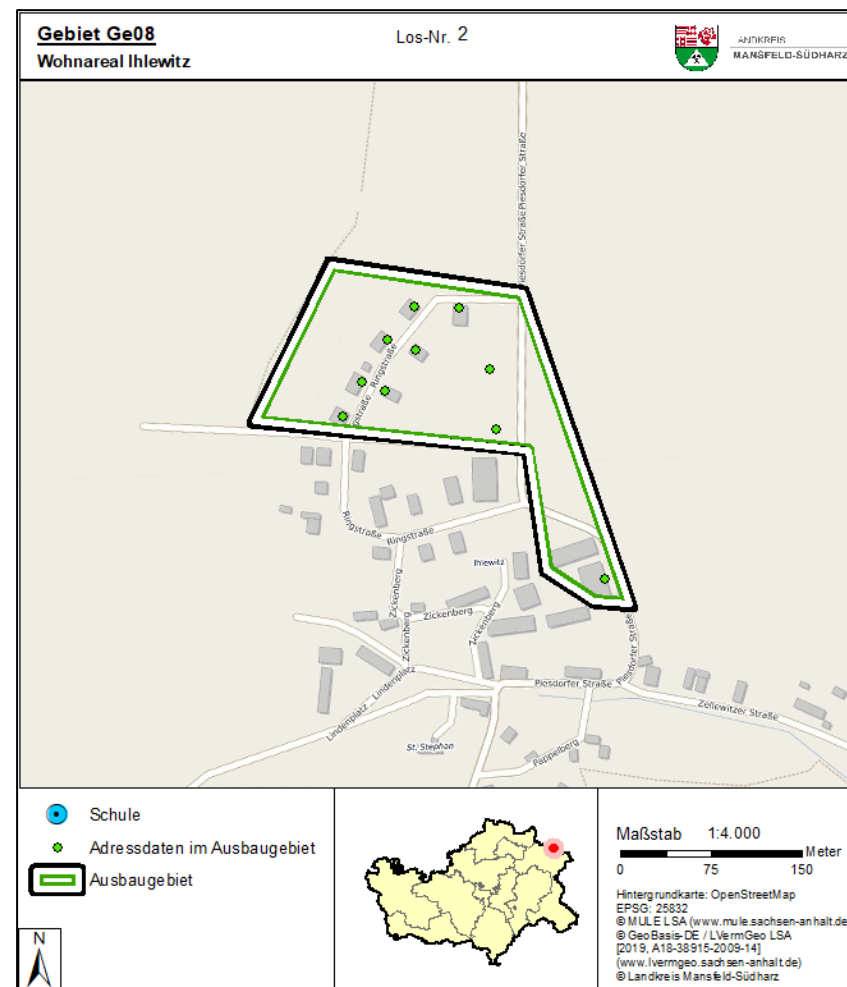 Gebiet Ge08
Wohnareal Ihlewitz
Los-Nr. 2
ANDKREIS
MANSFELD-SÜDHARZ
Piesdorfer Straße
iesdorfer Straße
Ringstraße
gstraße
Ringstraße
Ringstraße
Ihlewitz
Zickenberg
Zickenberg
Zickenberg
Zickenberg
Lindenplatz
Lindenplatz
Piesdorfer Straße
Piesdorfer Straße
Zellewitzer Straße
St. Stephan
Pappelberg
Schule
Adressdaten im Ausbaugebiet
Ausbaugebiet
N
Maßstab 1:4.000
Meter
0 75 150
Hintergrundkarte: OpenStreetMap
EPSG: 25832
© MULE LSA (www.mule.sachsen-anhalt.de
© GeoBasis-DE / LVermGeo LSA
[2019, A18-38915-2009-14]
(www.lvermgeo.sachsen-anhalt.de)
© Landkreis Mansfeld-Südharz